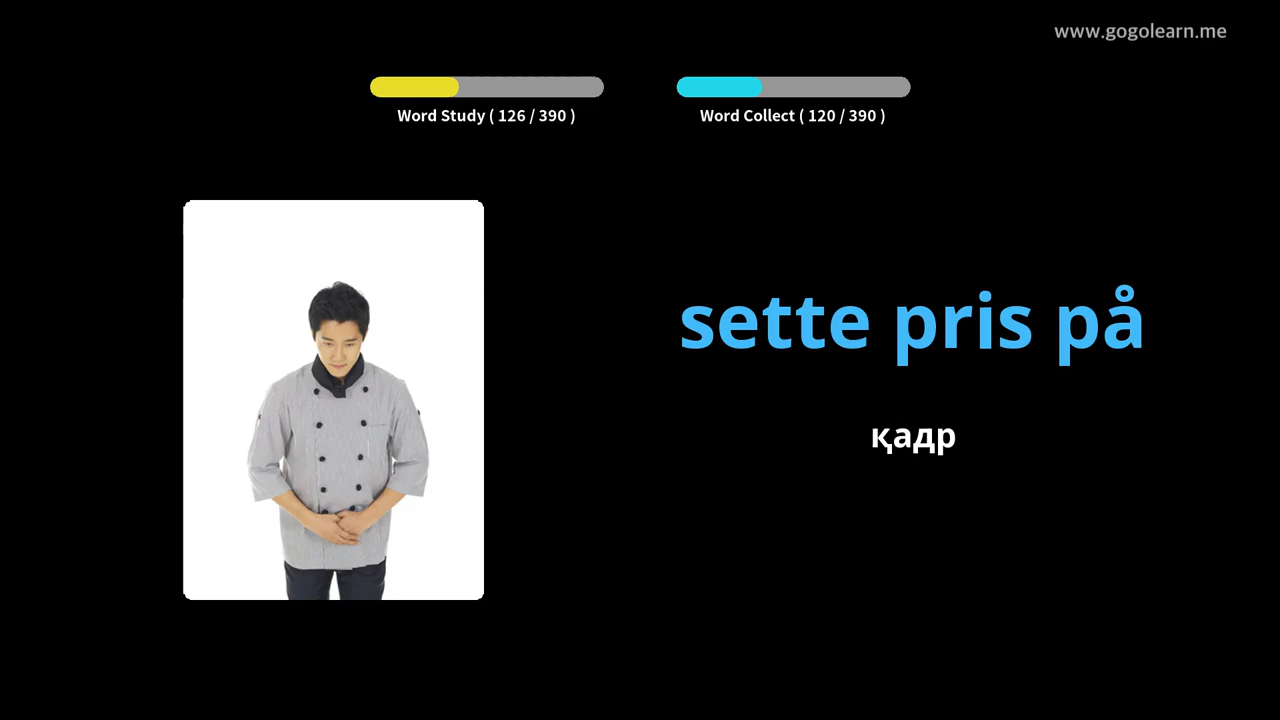 www.gogolearn.me
Word Study ( 126 / 390 )
Word Collect ( 120 / 390 )
sette pris på
қадр